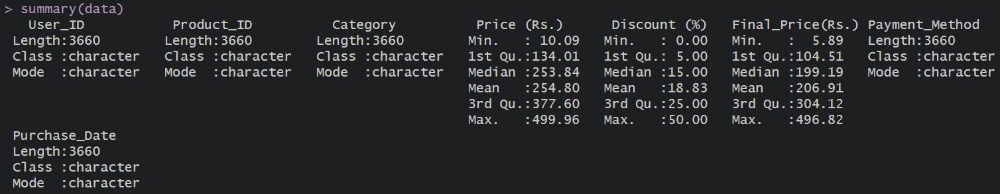 > summary(data)
   User_ID           Product_ID          Category          Price (Rs.)      Discount (%)   Final_Price(Rs.) Payment_Method
 Length:3660        Length:3660        Length:3660        Min.   : 10.09   Min.   : 0.00   Min.   :  5.89   Length:3660
 Class :character   Class :character   Class :character   1st Qu.:134.01   1st Qu.: 5.00   1st Qu.:104.51   Class :character
 Mode  :character   Mode  :character   Mode  :character   Median :253.84   Median :15.00   Median :199.19   Mode  :character
                                                          Mean   :254.80   Mean   :18.83   Mean   :206.91
                                                          3rd Qu.:377.60   3rd Qu.:25.00   3rd Qu.:304.12
                                                          Max.   :499.96   Max.   :50.00   Max.   :496.82
 Purchase_Date
 Length:3660
 Class :character
 Mode  :character